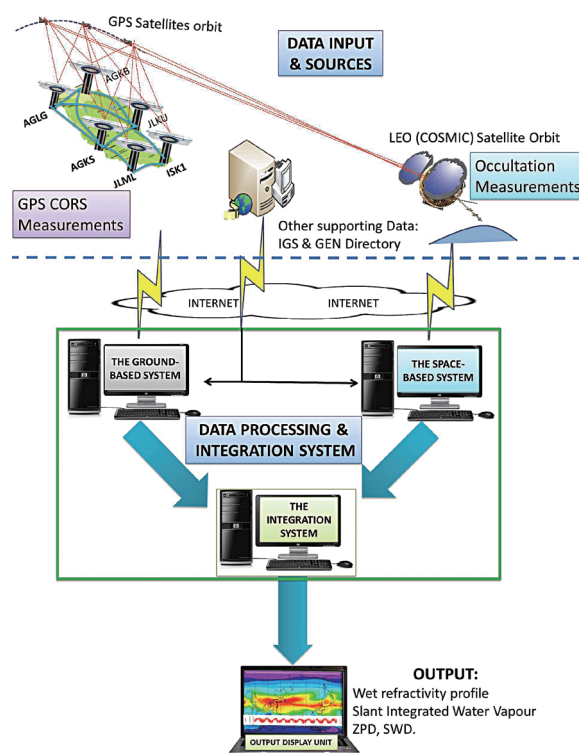 GPS Satellites orbit
DATA INPUT
& SOURCES
AGKB
AGLG
JLKU
AGKS
JLML
ISK1
LEO (COSMIC) Satellite Orbit
Occultation
Measurements
GPS CORS
Measurements
Other supporting Data:
IGS & GEN Directory
INTERNET
INTERNET
THE GROUND-
BASED SYSTEM
THE SPACE-
BASED SYSTEM
DATA PROCESSING &
INTEGRATION SYSTEM
THE
INTEGRATION
SYSTEM
OUTPUT:
Wet refractivity profile
Slant Integrated Water Vapour
ZPD, SWD.
OUTPUT DISPLAY UNIT